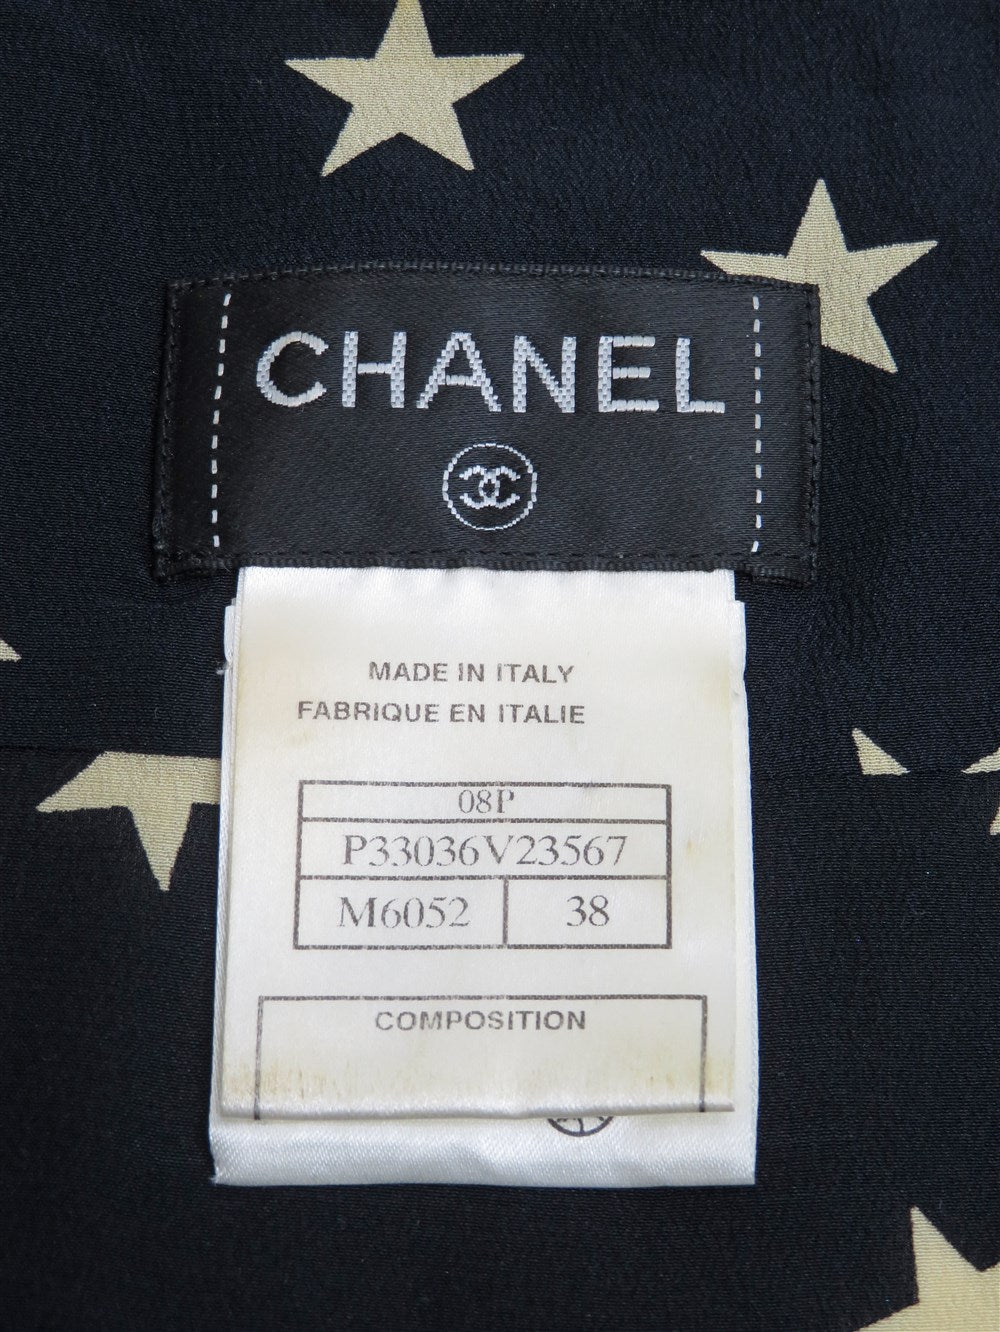 CHANEL
MADE IN ITALY
FABRIQUE EN ITALIE
08P
P33036V23567
M6052 38
COMPOSITION